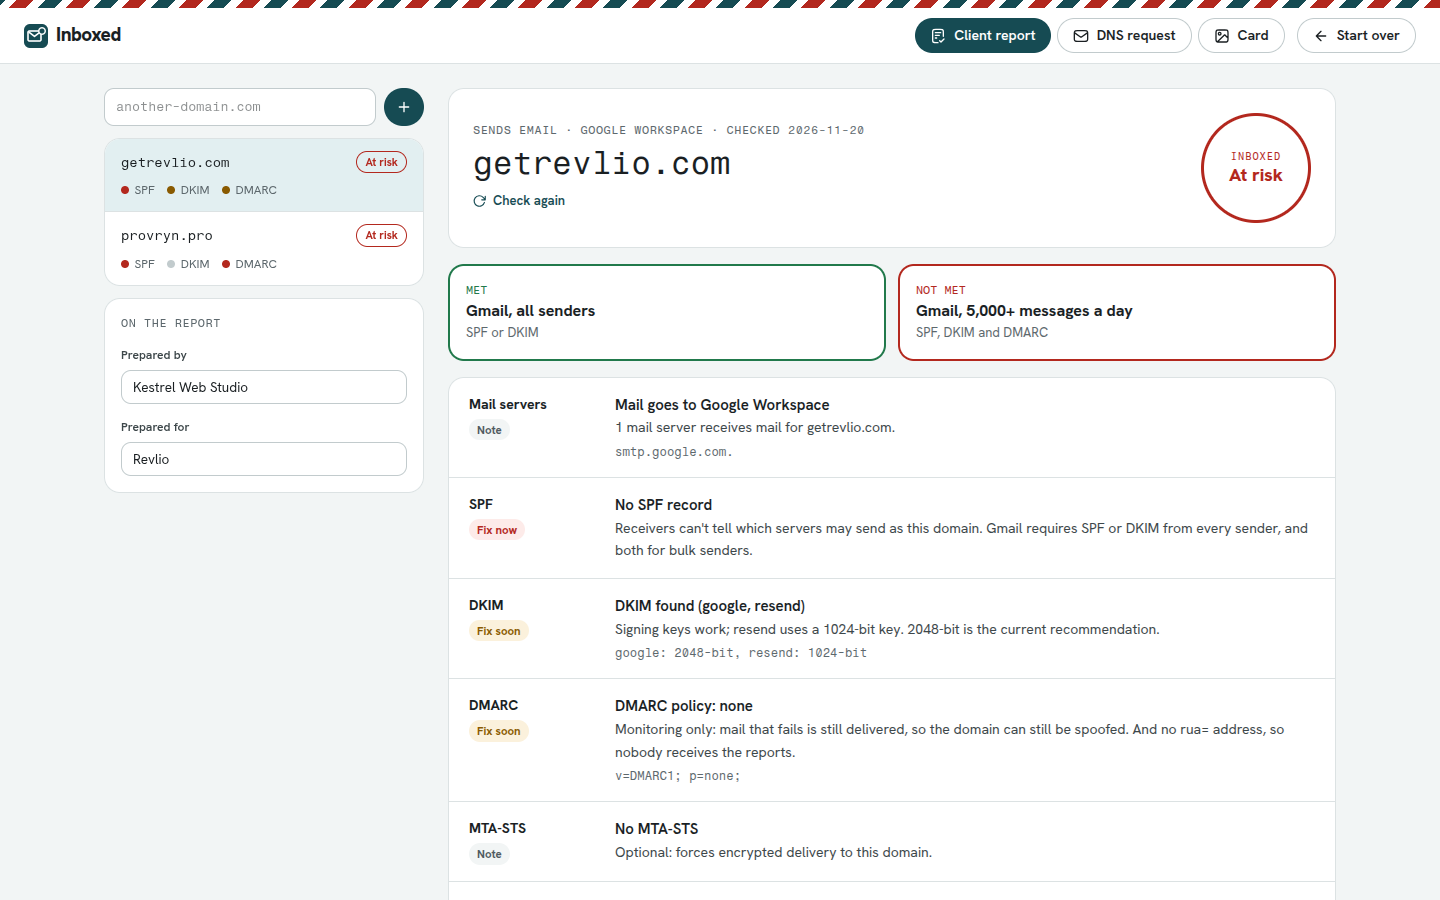 Inboxed
Client report
DNS request
Card
Start over
another-domain.com
getrevlio.com
At risk
SPF DKIM DMARC
provryn.pro
At risk
SPF DKIM DMARC
ON THE REPORT
Prepared by
Kestrel Web Studio
Prepared for
Revlio
SENDS EMAIL · GOOGLE WORKSPACE · CHECKED 2026-11-20
getrevlio.com
Check again
INBOXED
At risk
MET
Gmail, all senders
SPF or DKIM
NOT MET
Gmail, 5,000+ messages a day
SPF, DKIM and DMARC
Mail servers
Note
Mail goes to Google Workspace
1 mail server receives mail for getrevlio.com.
smtp.google.com.
SPF
Fix now
No SPF record
Receivers can't tell which servers may send as this domain. Gmail requires SPF or DKIM from every sender, and
both for bulk senders.
DKIM
Fix soon
DKIM found (google, resend)
Signing keys work; resend uses a 1024-bit key. 2048-bit is the current recommendation.
google: 2048-bit, resend: 1024-bit
DMARC
Fix soon
DMARC policy: none
Monitoring only: mail that fails is still delivered, so the domain can still be spoofed. And no rua= address, so
nobody receives the reports.
v=DMARC1; p=none;
MTA-STS
Note
No MTA-STS
Optional: forces encrypted delivery to this domain.